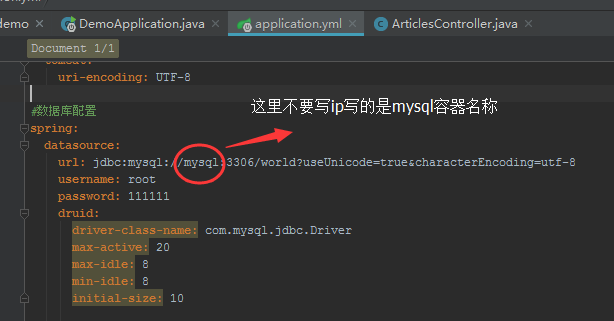 demo
DemoApplication.java
application.yml
ArticlesController.java
Document 1/1
uri-encoding: UTF-8
这里不要写ip写的是mysql容器名称
#数据库配置
spring:
datasource:
url: jdbc:mysql://mysql:3306/world?useUnicode=true&characterEncoding=utf-8
username: root
password: 111111
druid:
driver-class-name: com.mysql.jdbc.Driver
max-active: 20
max-idle: 8
min-idle: 8
initial-size: 10